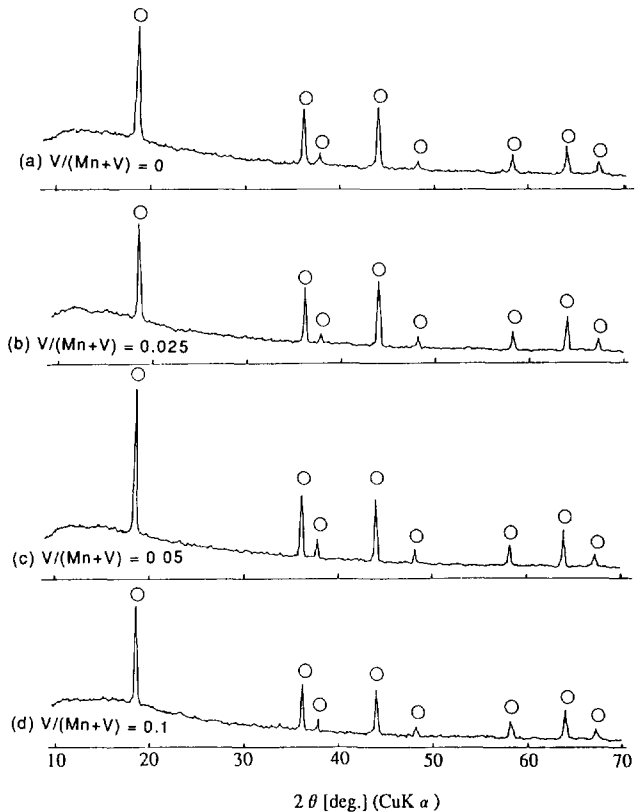 (a) V/(Mn+V) = 0
(b) V/(Mn+V) = 0.025
(c) V/(Mn+V) = 0 05
(d) V/(Mn+V) = 0.1
10 20 30 40 50 60 70
2 θ [deg.] (CuK α)